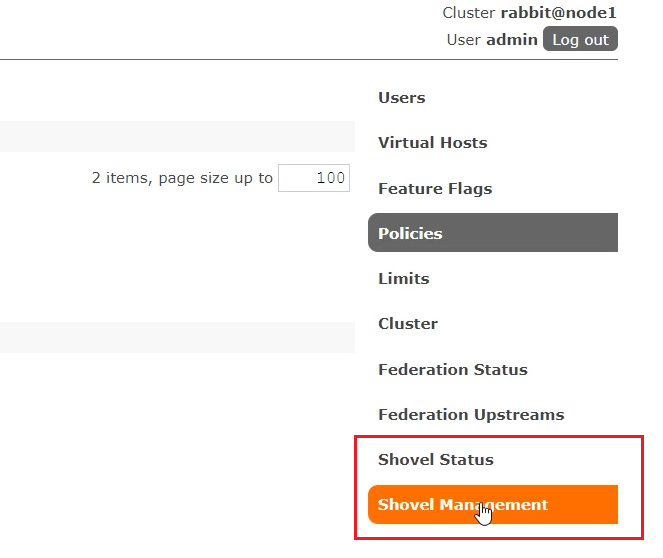 Cluster rabbit@node1
User admin Log out
Users
Virtual Hosts
2 items, page size up to 100
Feature Flags
Policies
Limits
Cluster
Federation Status
Federation Upstreams
Shovel Status
Shovel Management